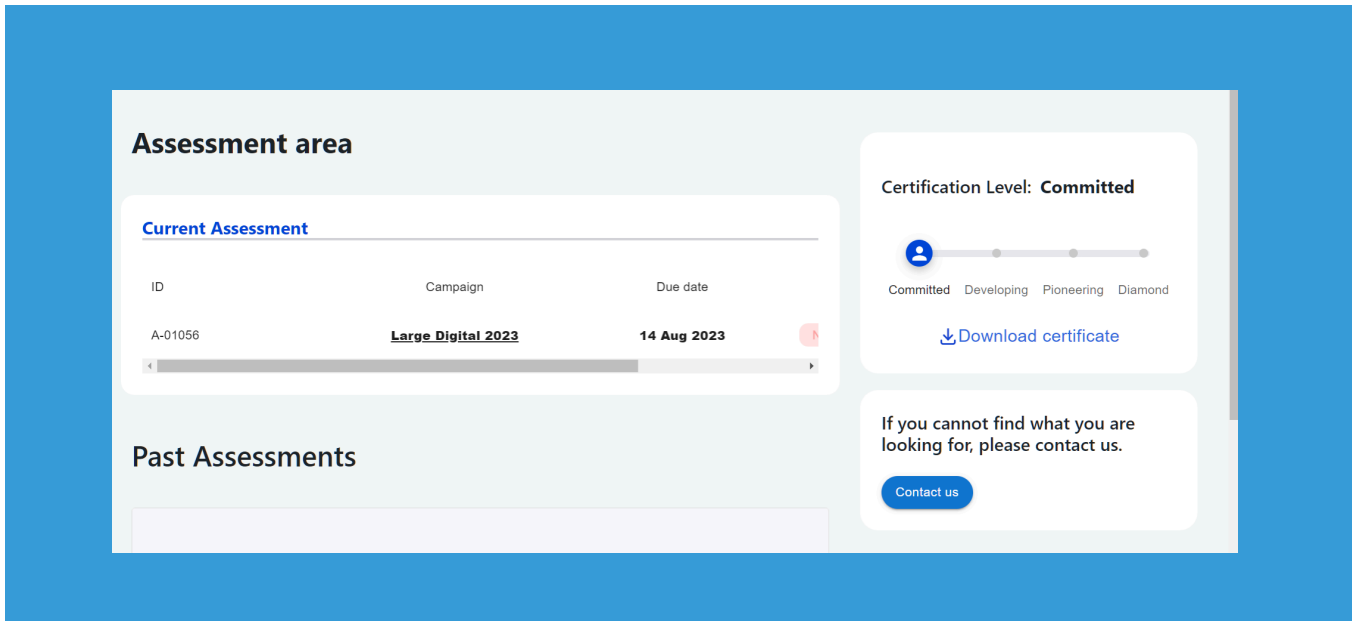 Assessment area
Current Assessment
ID Campaign Due date
A-01056 Large Digital 2023 14 Aug 2023
Past Assessments
Certification Level: Committed
Committed Developing Pioneering Diamond
Download certificate
If you cannot find what you are
looking for, please contact us.
Contact us